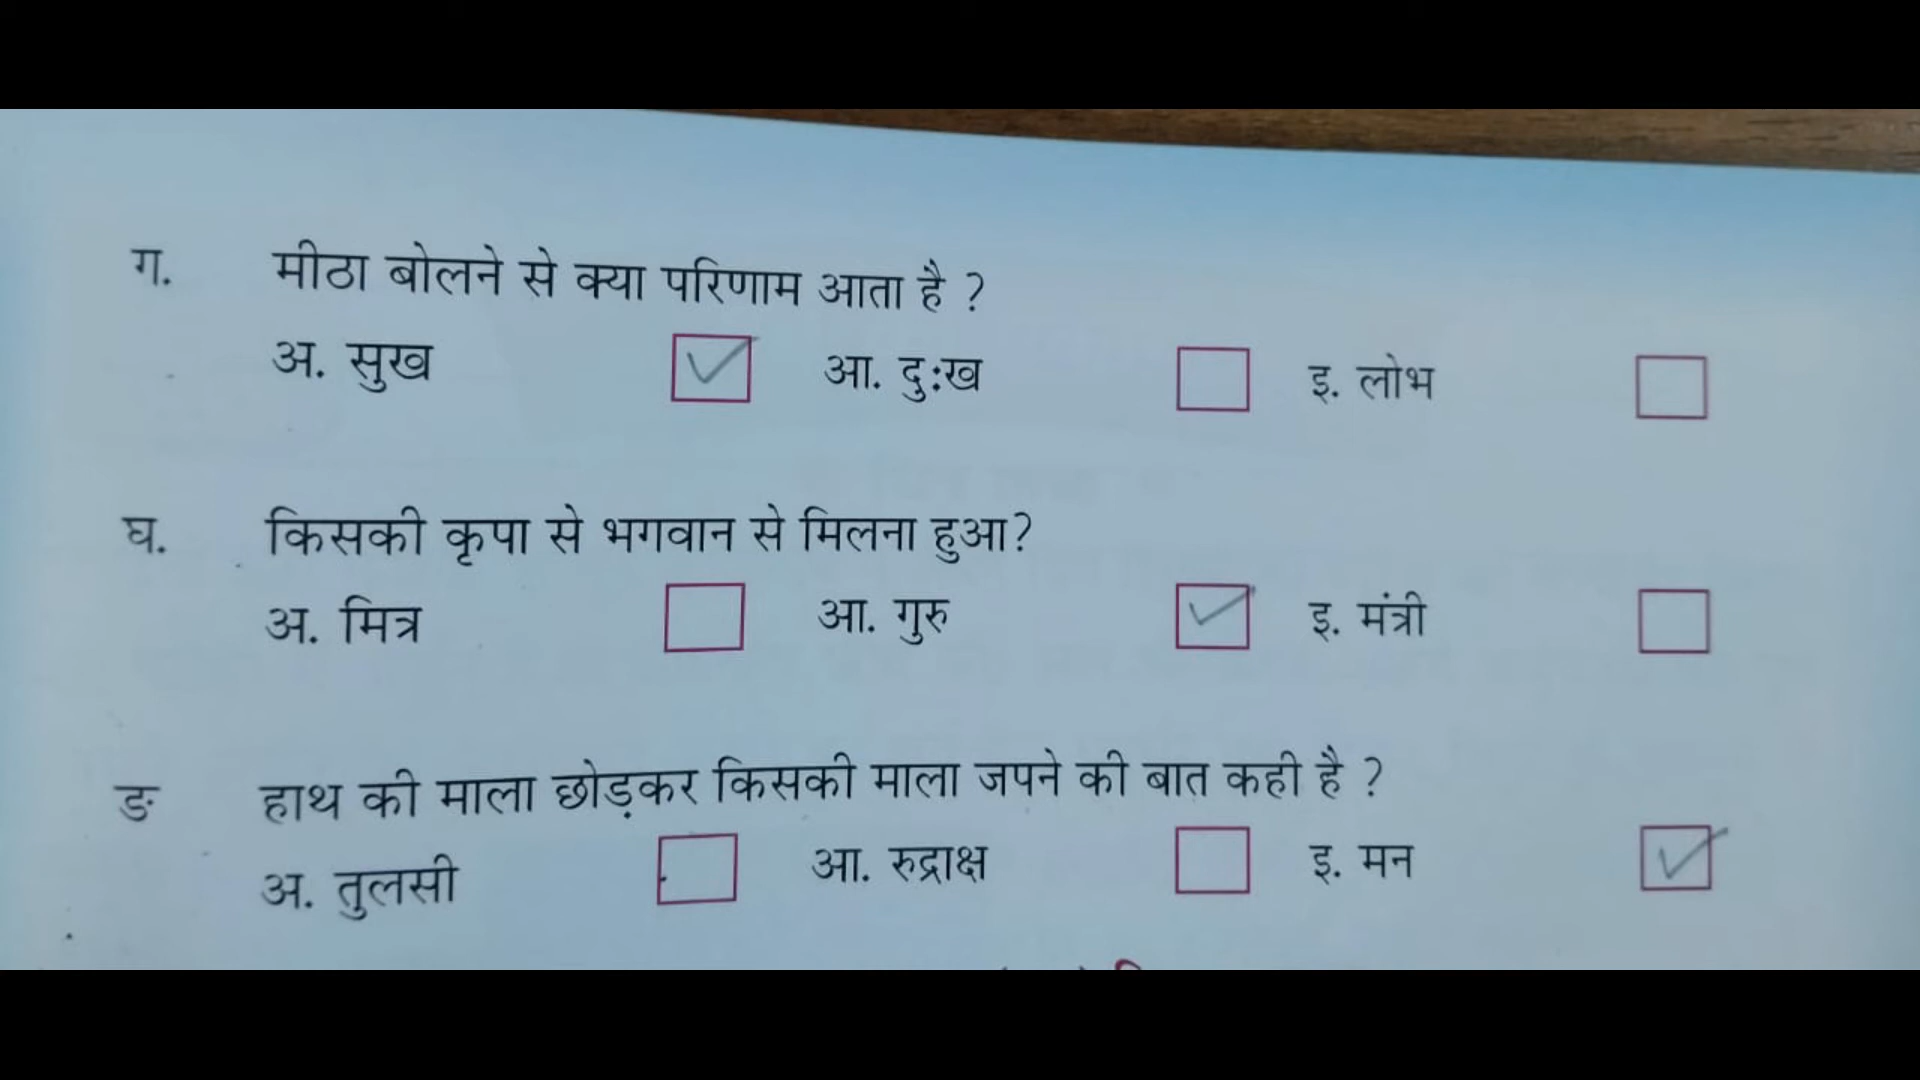 ग. मीठा बोलने से क्या परिणाम आता है ?
अ. सुख ✓ आ. दुःख इ. लोभ
घ. किसकी कृपा से भगवान से मिलना हुआ?
अ. मित्र आ. गुरु ✓ इ. मंत्री
ङ हाथ की माला छोड़कर किसकी माला जपने की बात कही है ?
अ. तुलसी आ. रुद्राक्ष इ. मन ✓